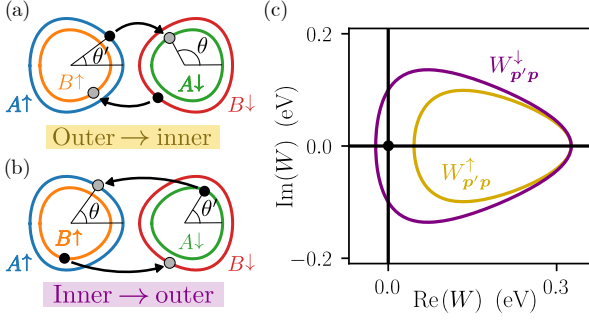 (a)
θ′
θ
B↑
A↓
A↑
B↓
Outer → inner
(b)
θ
θ′
B↑
A↓
A↑
B↓
Inner → outer
(c)
0.2
0.0
−0.2
Im(W) (eV)
W↓p′p
W↑p′p
0.0
0.3
Re(W) (eV)